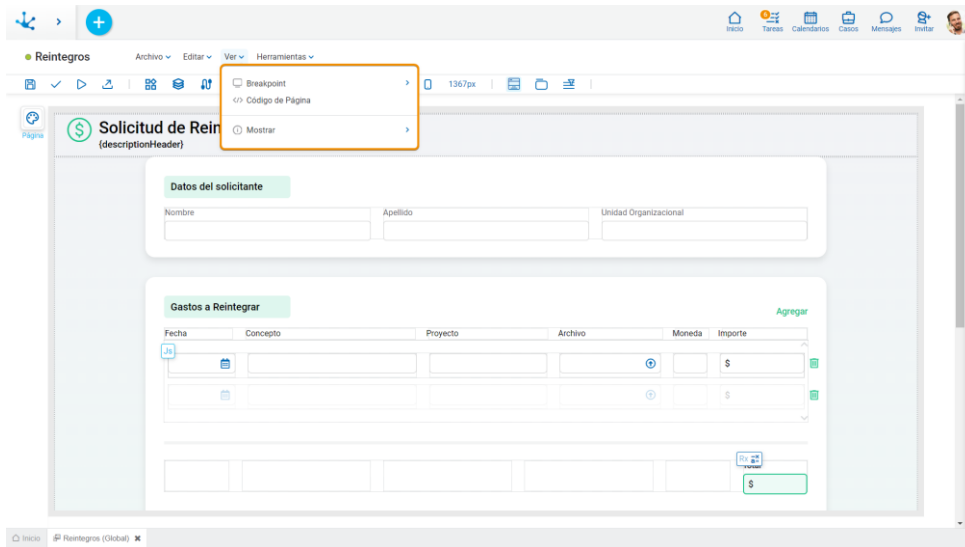 6
Inicio Tareas Calendarios Casos Mensajes Invitar
Reintegros Archivo Editar Ver Herramientas
Breakpoint
</> Código de Página
Mostrar
1367px
Página
$ Solicitud de Rein
{descriptionHeader}
Datos del solicitante
Nombre Apellido Unidad Organizacional
Gastos a Reintegrar
Agregar
Fecha Concepto Proyecto Archivo Moneda Importe
Js
$
$
Rx
$
Inicio Reintegros (Global)